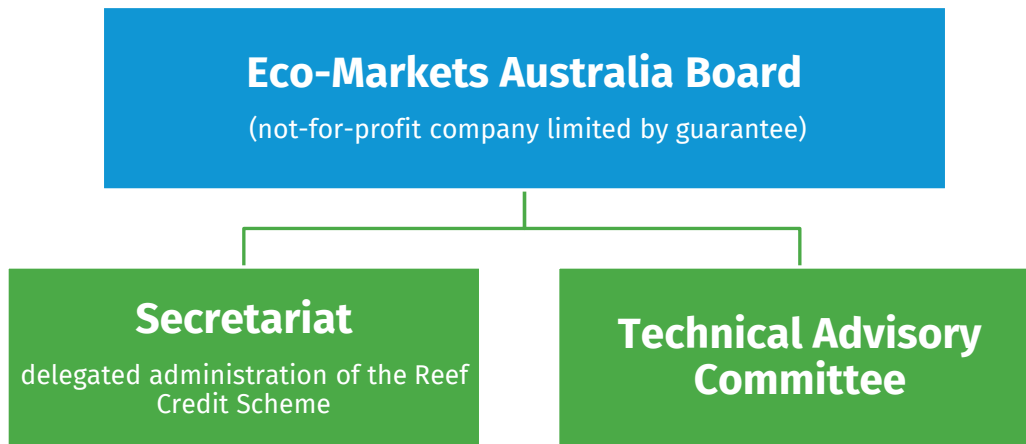 Eco-Markets Australia Board
(not-for-profit company limited by guarantee)
Secretariat
delegated administration of the Reef
Credit Scheme
Technical Advisory
Committee